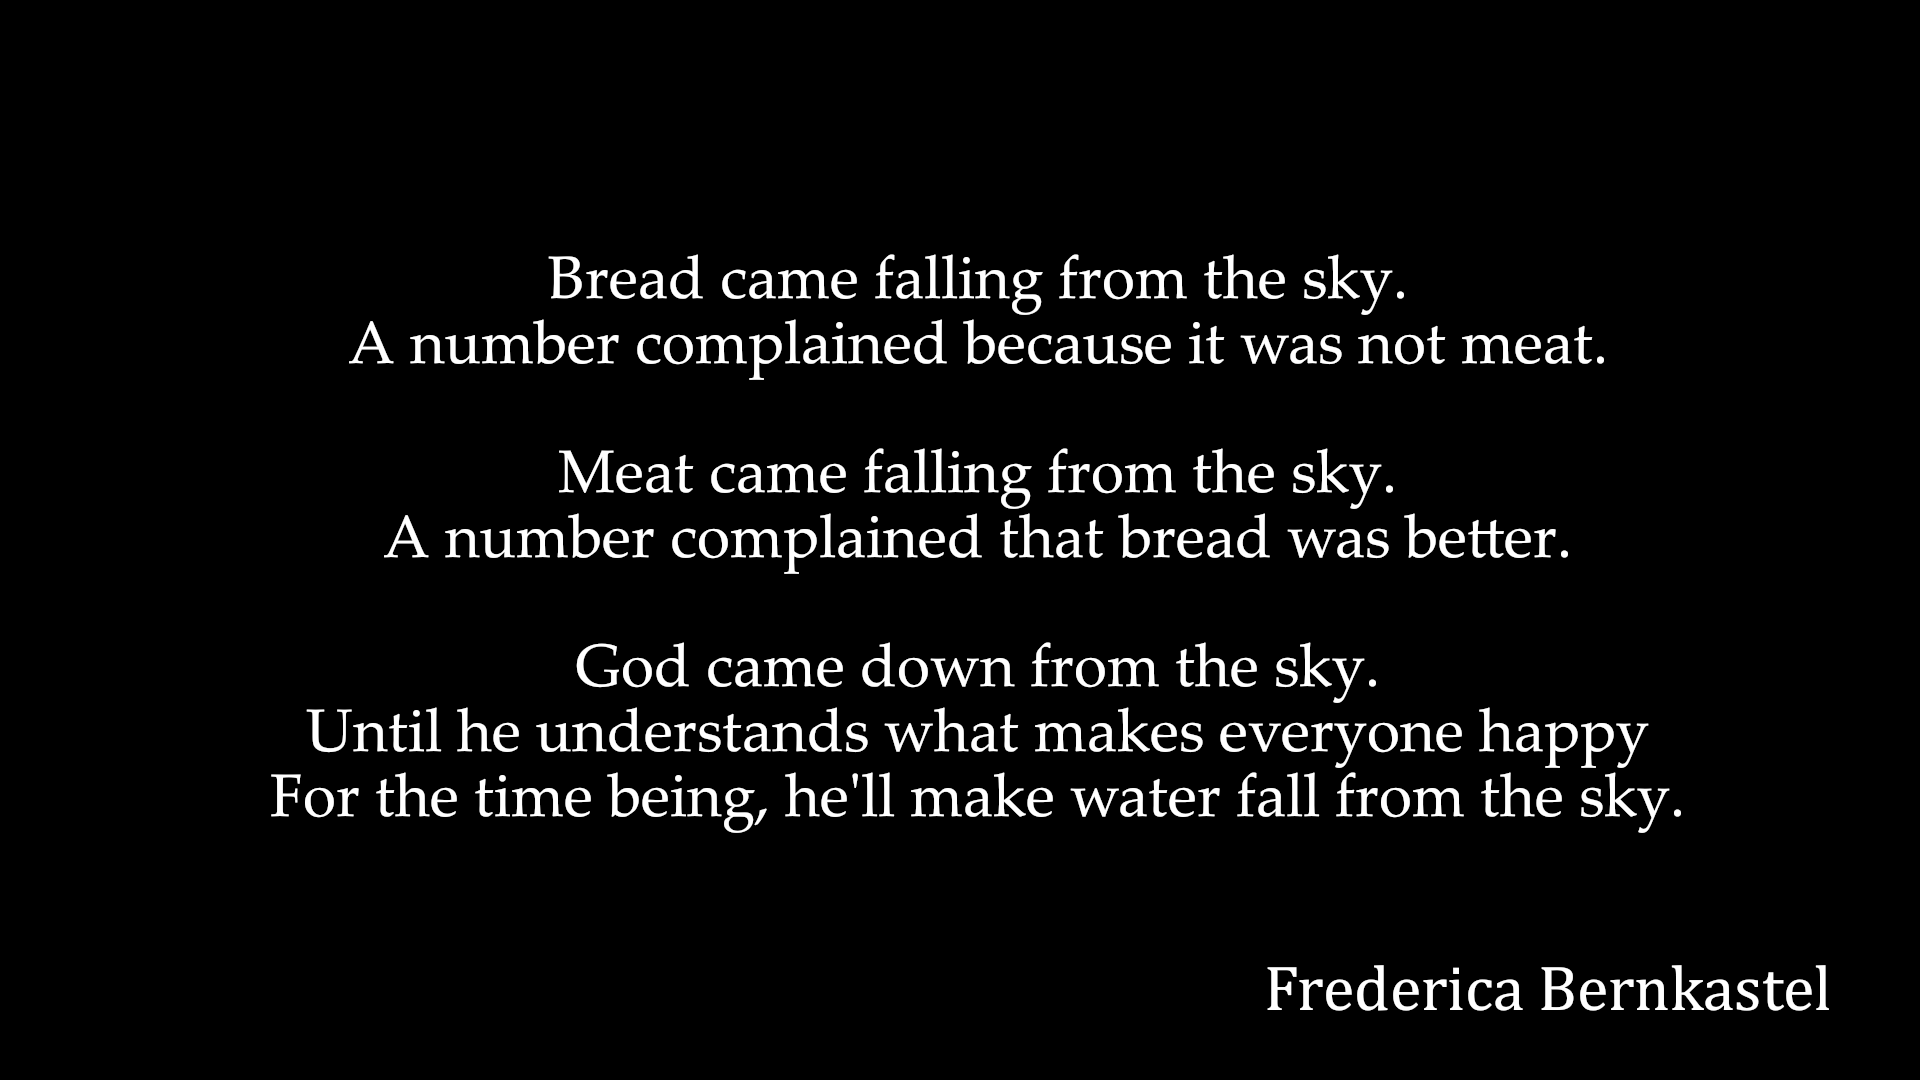 Bread came falling from the sky.
A number complained because it was not meat.
Meat came falling from the sky.
A number complained that bread was better.
God came down from the sky.
Until he understands what makes everyone happy
For the time being, he'll make water fall from the sky.
Frederica Bernkastel